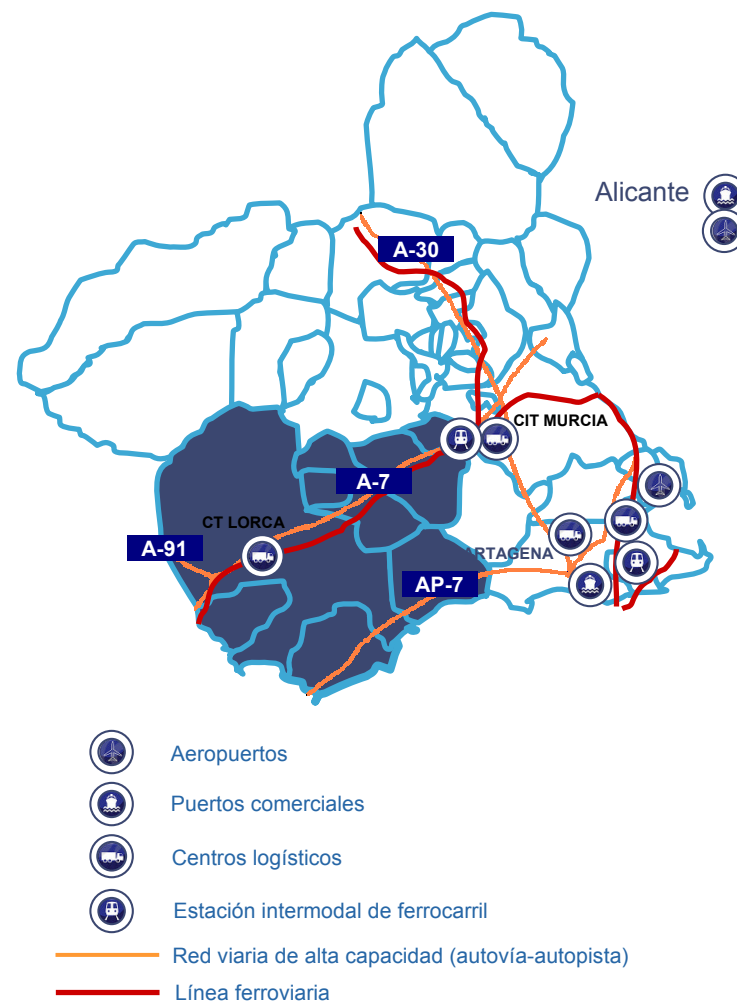 Alicante
A-30
CIT MURCIA
A-7
CT LORCA
A-91
ARTAGENA
AP-7
Aeropuertos
Puertos comerciales
Centros logísticos
Estación intermodal de ferrocarril
Red viaria de alta capacidad (autovía-autopista)
Línea ferroviaria